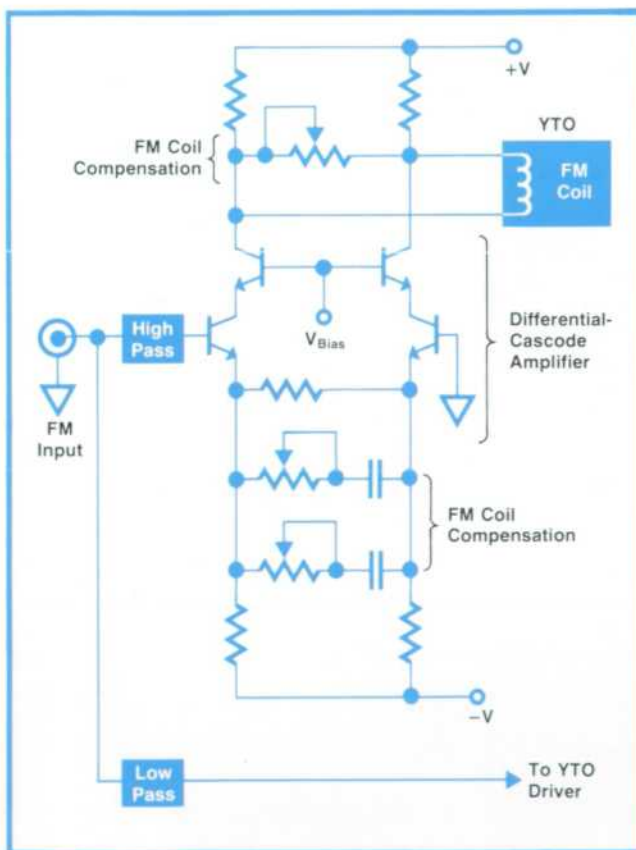 +V
YTO
FM Coil
Compensation
FM
Coil
High
Pass
VBias
Differential-
Cascode
Amplifier
FM
Input
FM Coil
Compensation
−V
Low
Pass
To YTO
Driver